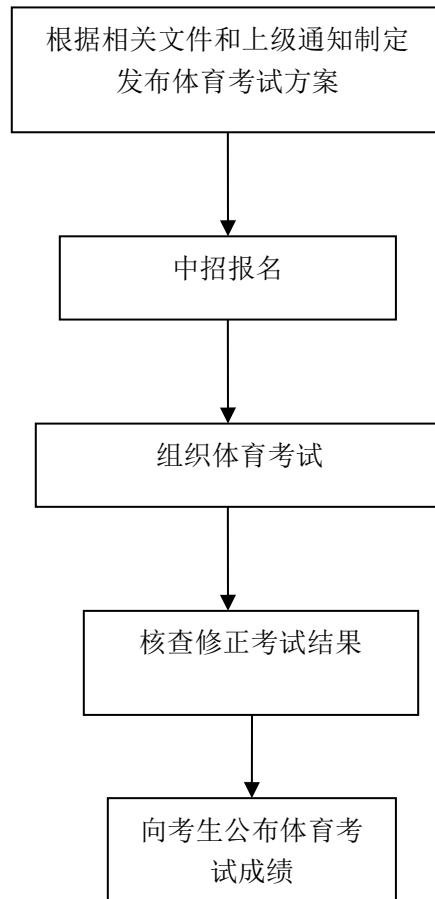 根据相关文件和上级通知制定
发布体育考试方案
中招报名
组织体育考试
核查修正考试结果
向考生公布体育考
试成绩